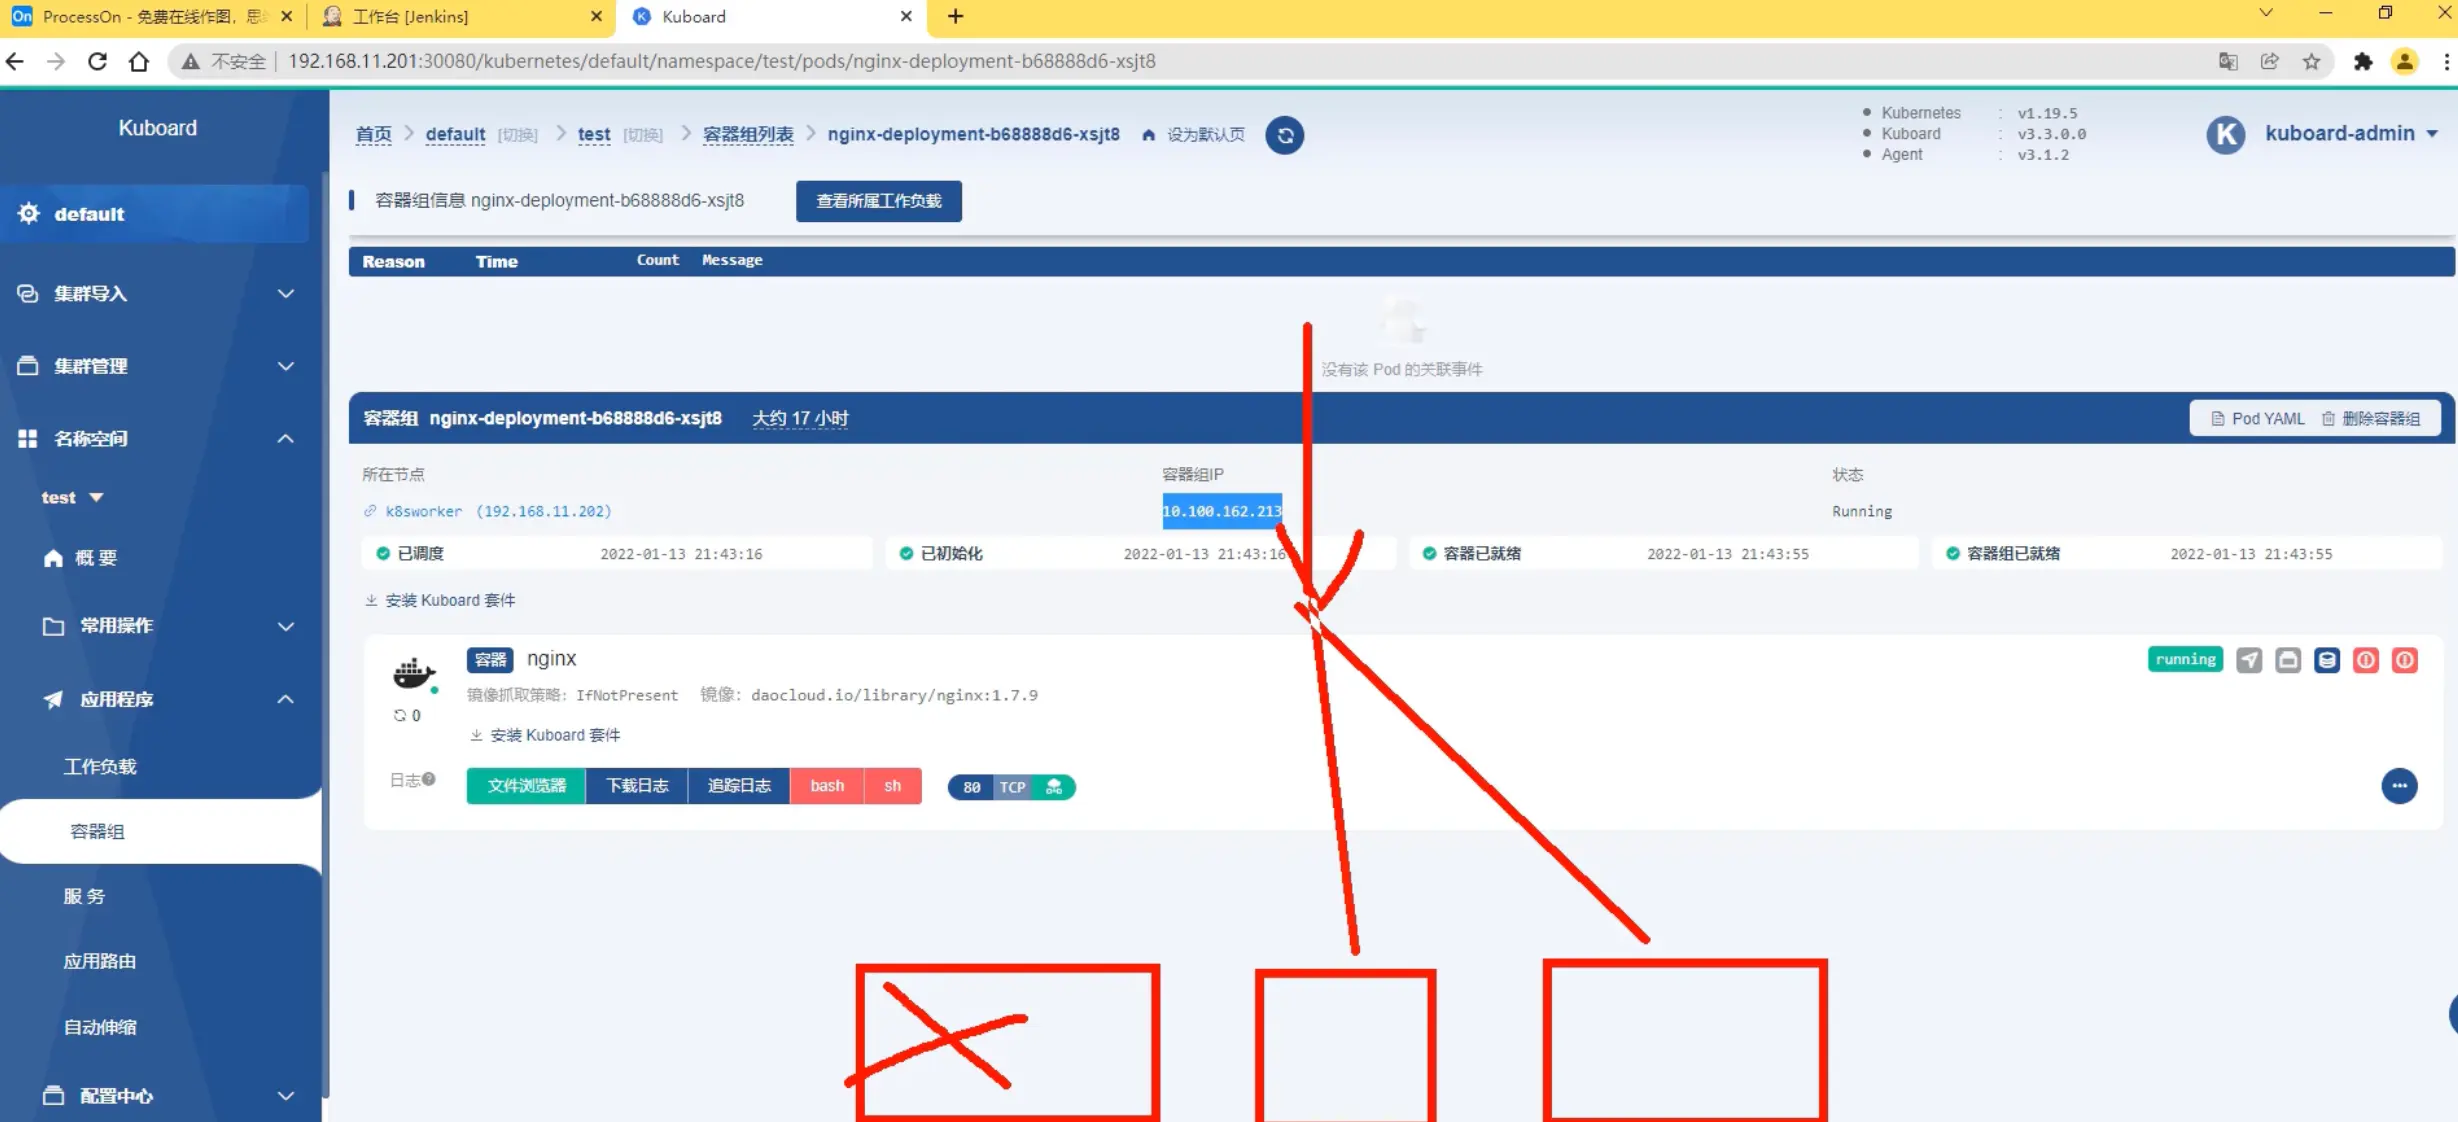 ProcessOn - 免费在线作图，思
工作台 [Jenkins]
Kuboard
不安全
192.168.11.201:30080/kubernetes/default/namespace/test/pods/nginx-deployment-b68888d6-xsjt8
Kuboard
首页 > default [切换] > test [切换] > 容器组列表 > nginx-deployment-b68888d6-xsjt8 设为默认页
Kubernetes : v1.19.5
Kuboard : v3.3.0.0
Agent : v3.1.2
K kuboard-admin
default
集群导入
集群管理
名称空间
test
概 要
常用操作
应用程序
工作负载
容器组
服 务
应用路由
自动伸缩
配置中心
容器组信息 nginx-deployment-b68888d6-xsjt8 查看所属工作负载
Reason Time Count Message
没有该 Pod 的关联事件
容器组 nginx-deployment-b68888d6-xsjt8 大约 17 小时 Pod YAML 删除容器组
所在节点 容器组IP 状态
k8sworker (192.168.11.202) 10.100.162.213 Running
已调度 2022-01-13 21:43:16 已初始化 2022-01-13 21:43:16 容器已就绪 2022-01-13 21:43:55 容器组已就绪 2022-01-13 21:43:55
安装 Kuboard 套件
容器 nginx running
镜像抓取策略: IfNotPresent 镜像: daocloud.io/library/nginx:1.7.9
0
安装 Kuboard 套件
日志 文件浏览器 下载日志 追踪日志 bash sh 80 TCP